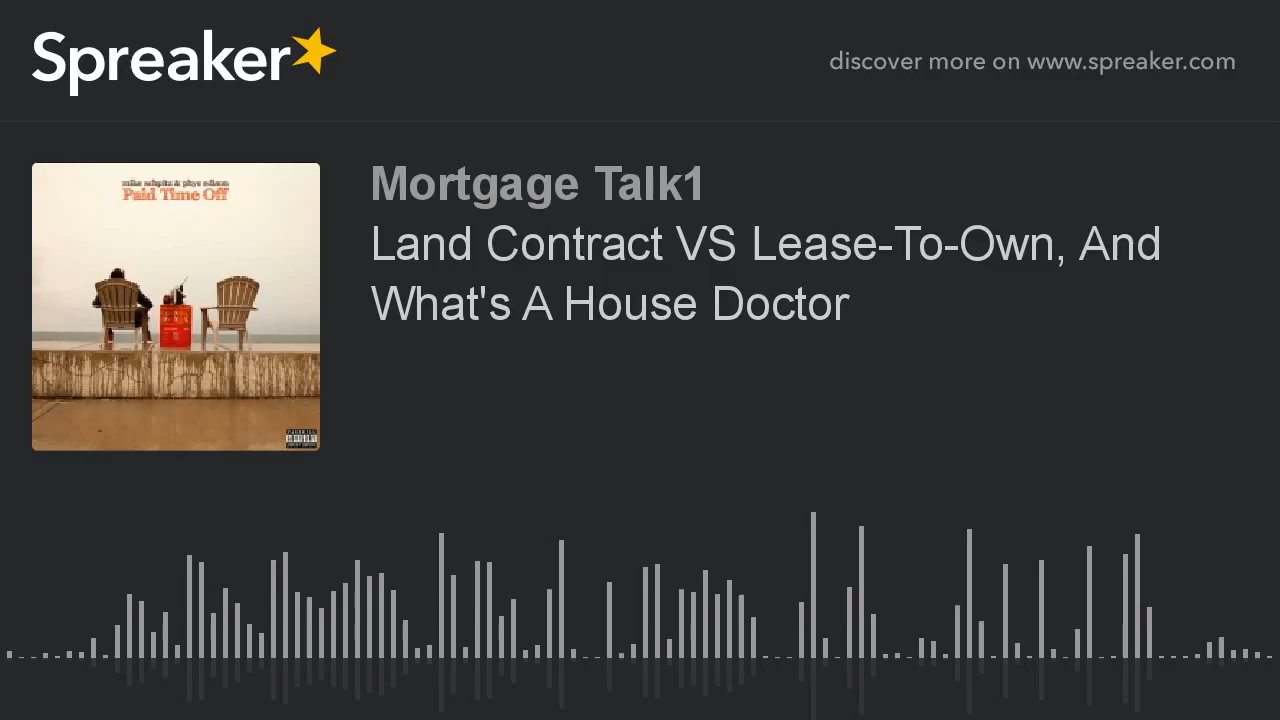 Spreaker
discover more on www.spreaker.com
Paid Time Off
Mortgage Talk1
Land Contract VS Lease-To-Own, And
What's A House Doctor